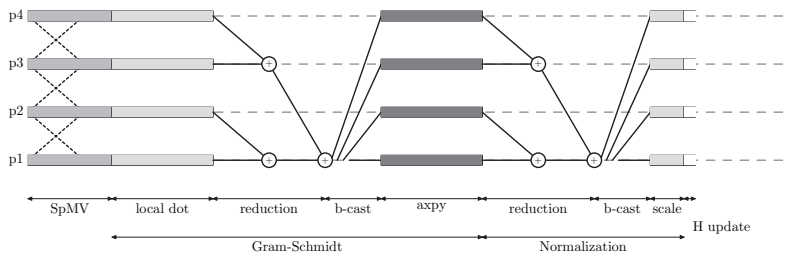 p4
p3
+ +
p2
p1
+ + + +
SpMV local dot reduction b-cast axpy reduction b-cast scale
H update
Gram-Schmidt Normalization